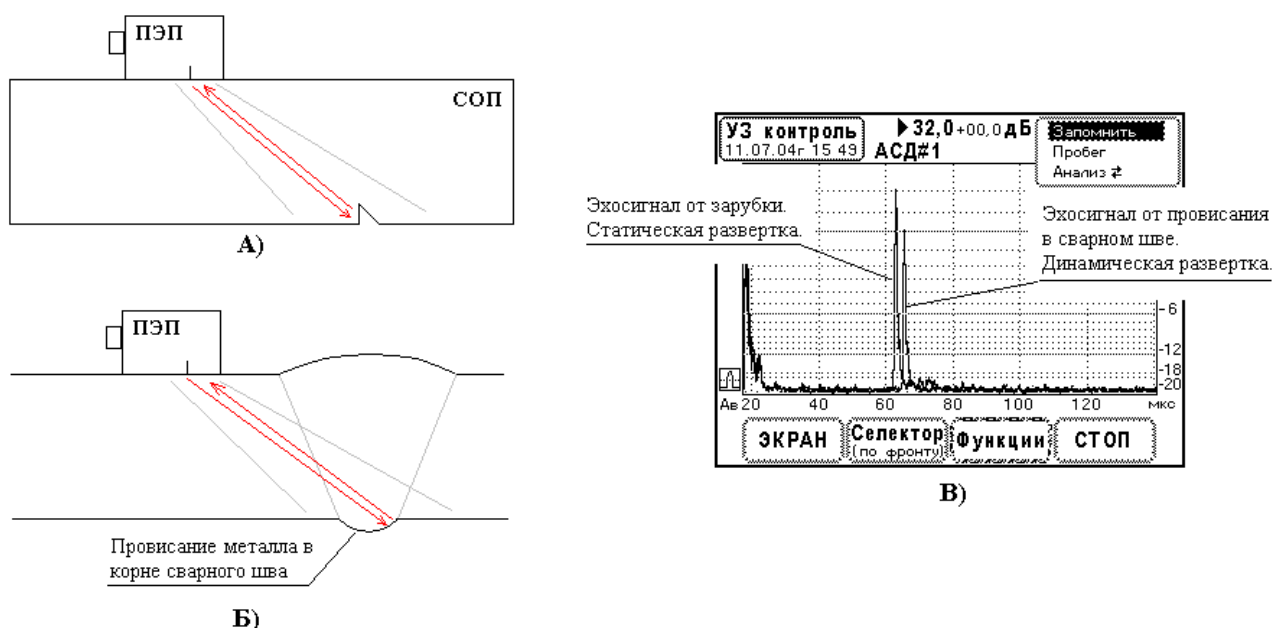 ПЭП
СОП
А)
ПЭП
Провисание металла в
корне сварного шва
Б)
УЗ контроль
11.07.04г 15 49
32,0+00,0дБ
АСД#1
Запомнить
Пробег
Анализ ⇄
Эхосигнал от зарубки.
Статическая развертка.
Эхосигнал от провисания
в сварном шве.
Динамическая развертка.
-6
-12
-18
-20
Ав 20 40 60 80 100 120 мкс
ЭКРАН
Селектор
(по фронту)
Функции
СТОП
В)